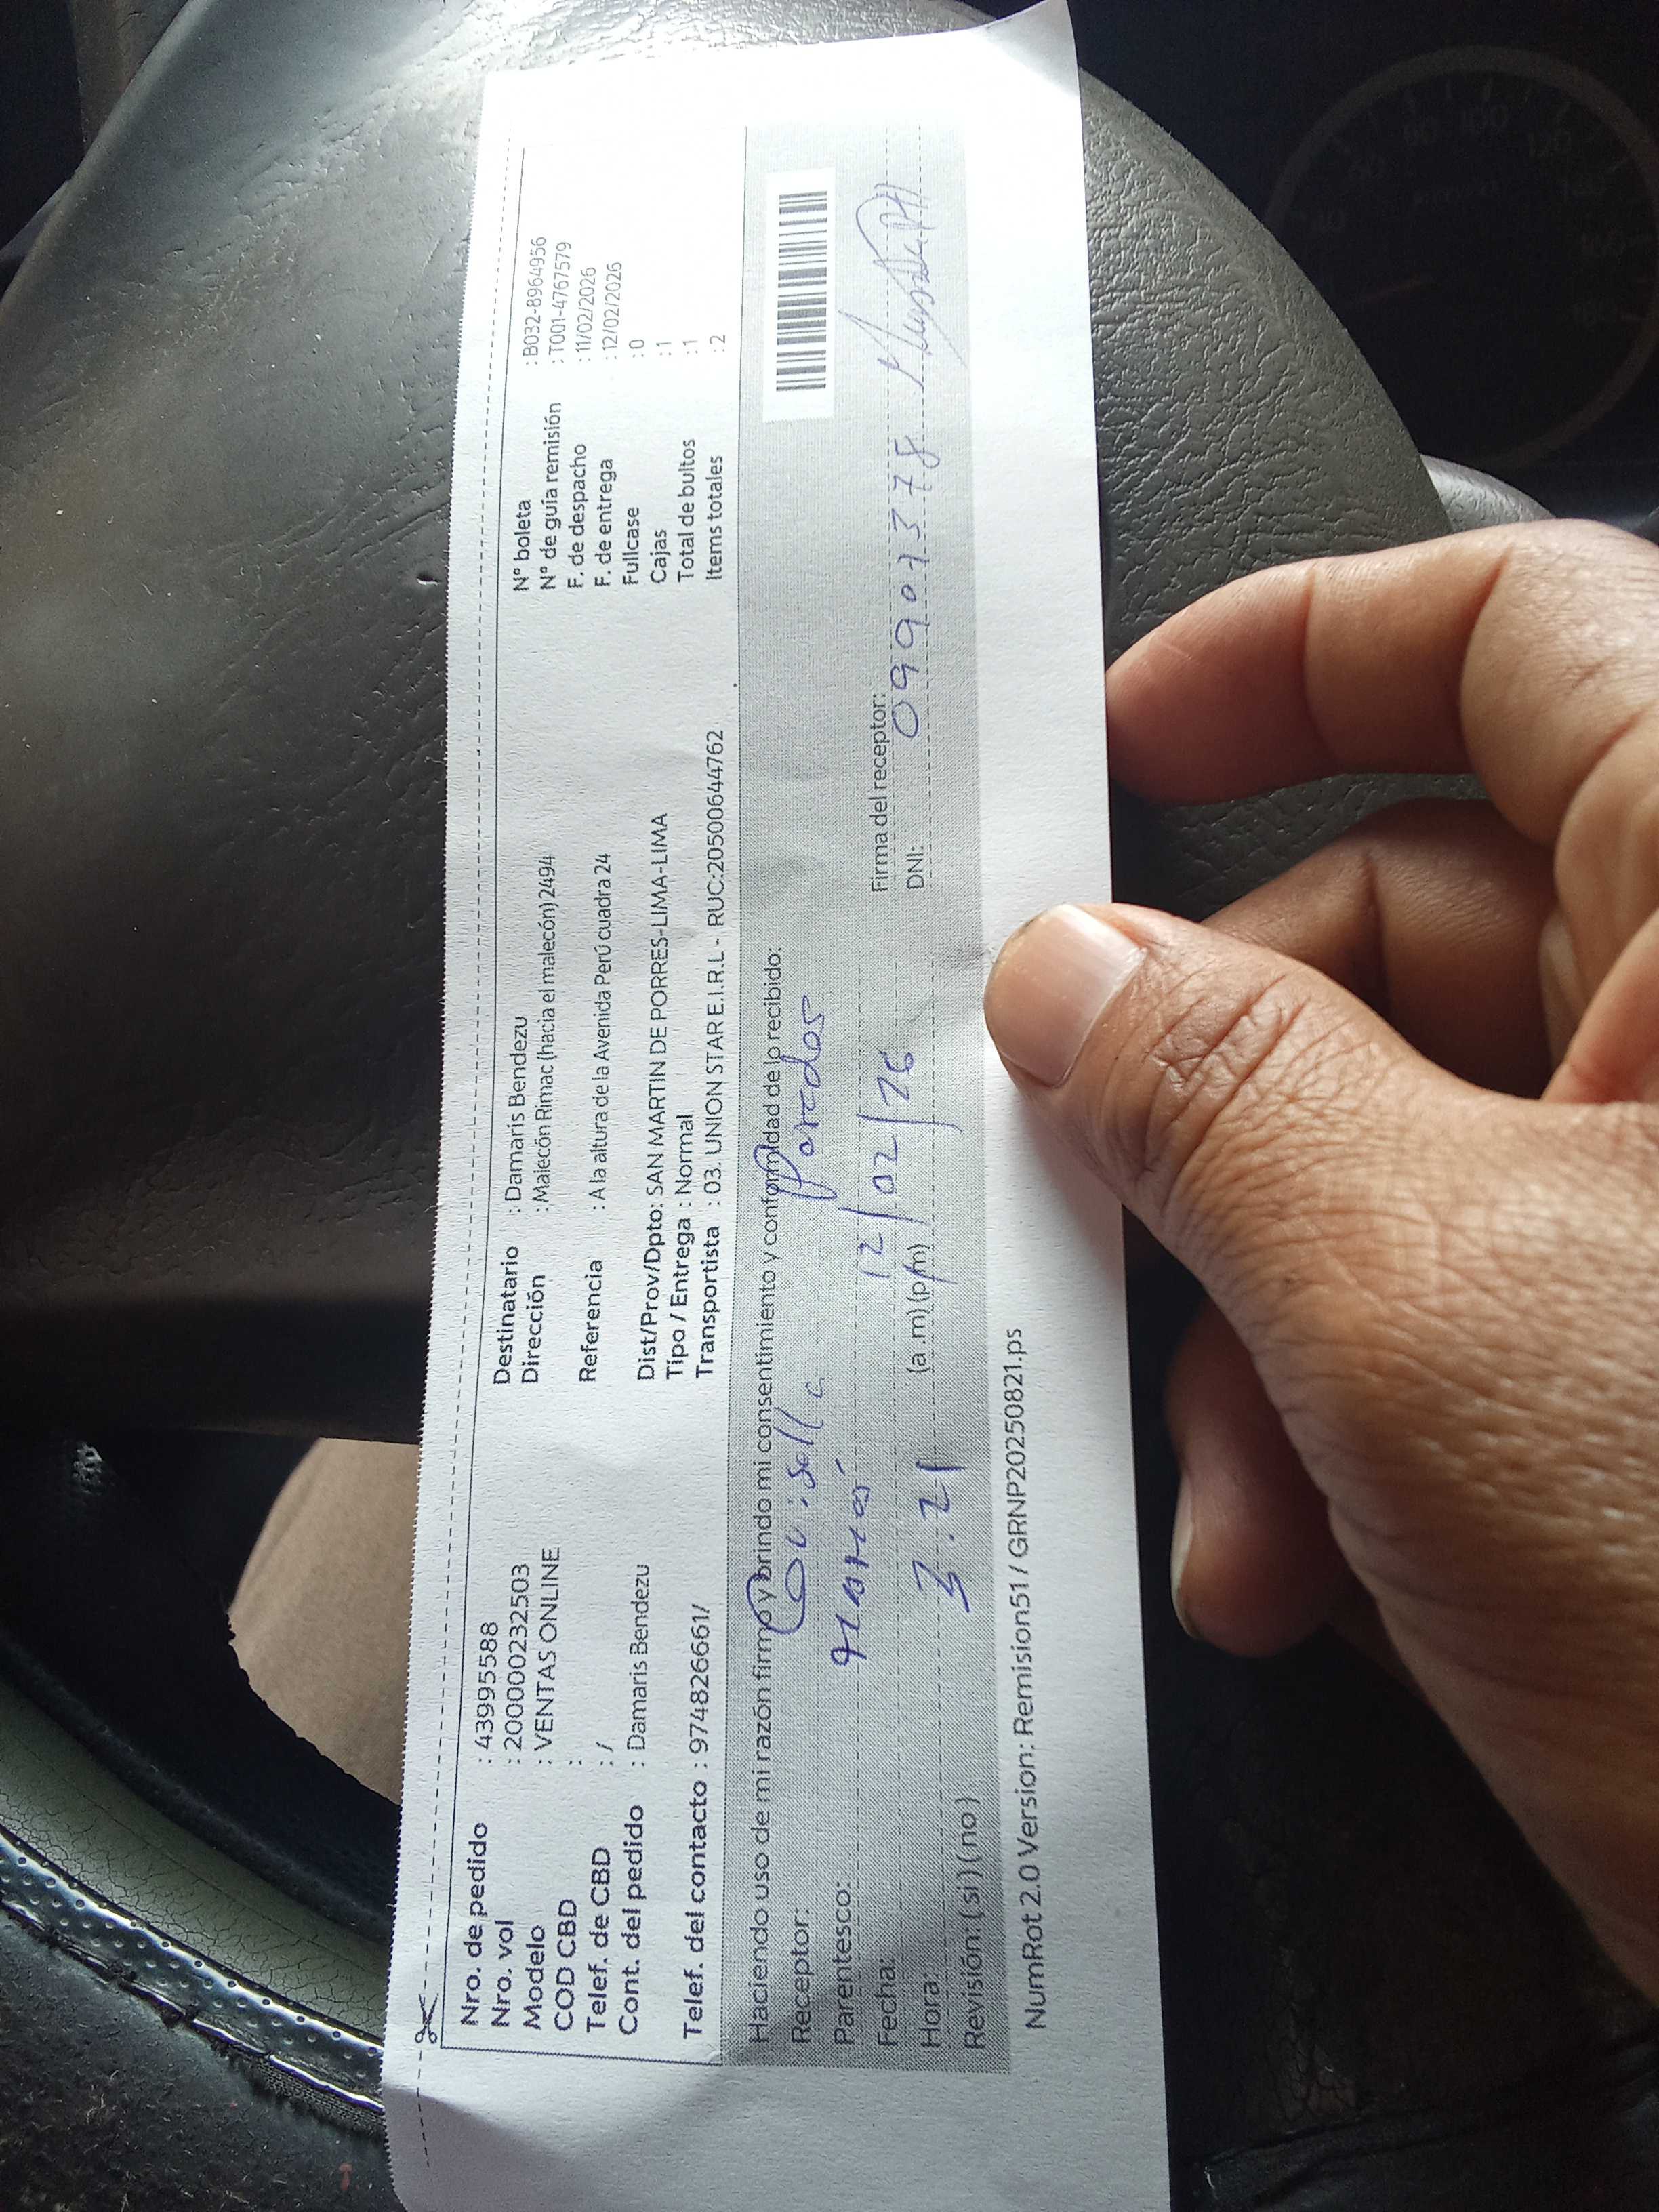 Nro. de pedido : 43995588
Nro. vol : 200000232503
Modelo : VENTAS ONLINE
COD CBD :
Telef. de CBD : /
Cont. del pedido : Damaris Bendezu
Telef. del contacto : 974826661/
Destinatario : Damaris Bendezu
Dirección : Malecón Rimac (hacia el malecón) 2494
Referencia : A la altura de la Avenida Perú cuadra 24
Dist/Prov/Dpto: SAN MARTIN DE PORRES-LIMA-LIMA
Tipo / Entrega : Normal
Transportista : 03. UNION STAR E.I.R.L - RUC:20500644762
N° boleta : B032-8964956
N° de guía remisión : T001-4767579
F. de despacho : 11/02/2026
F. de entrega : 12/02/2026
Fullcase : 0
Cajas : 1
Total de bultos : 1
Items totales : 2
Haciendo uso de mi razón firmo y brindo mi consentimiento y conformidad de lo recibido:
Receptor: Paredes
Parentesco: mamá
Fecha: 12/02/26
Hora: 3.21 (a.m) (pm)
Revisión: (si) (no)
Firma del receptor:
DNI:
NumRot 2.0 Version: Remision51 / GRNP20250821.ps